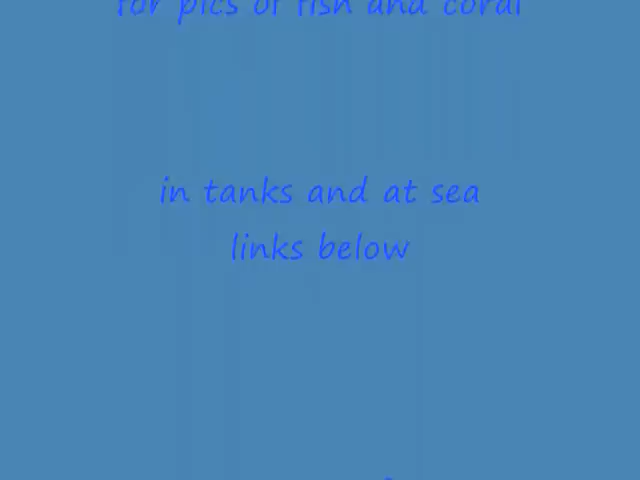 for pics of fish and coral
in tanks and at sea
links below